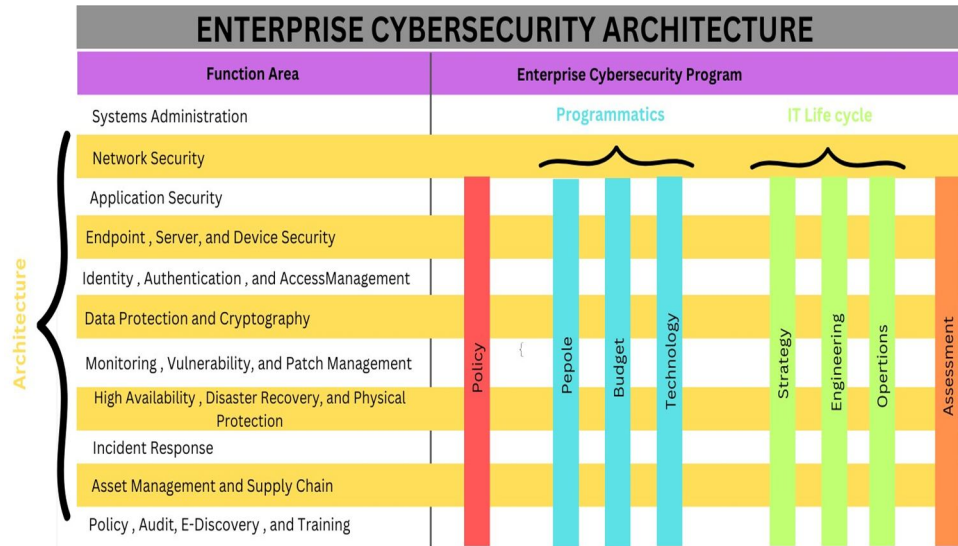 ENTERPRISE CYBERSECURITY ARCHITECTURE
Function Area
Enterprise Cybersecurity Program
Systems Administration
Programmatics
IT Life cycle
Network Security
Application Security
Endpoint , Server, and Device Security
Identity , Authentication , and AccessManagement
Data Protection and Cryptography
Monitoring , Vulnerability, and Patch Management
High Availability , Disaster Recovery, and Physical
Protection
Incident Response
Asset Management and Supply Chain
Policy , Audit, E-Discovery , and Training
Architecture
Policy
{
Pepole
Budget
Technology
Strategy
Engineering
Opertions
Assessment